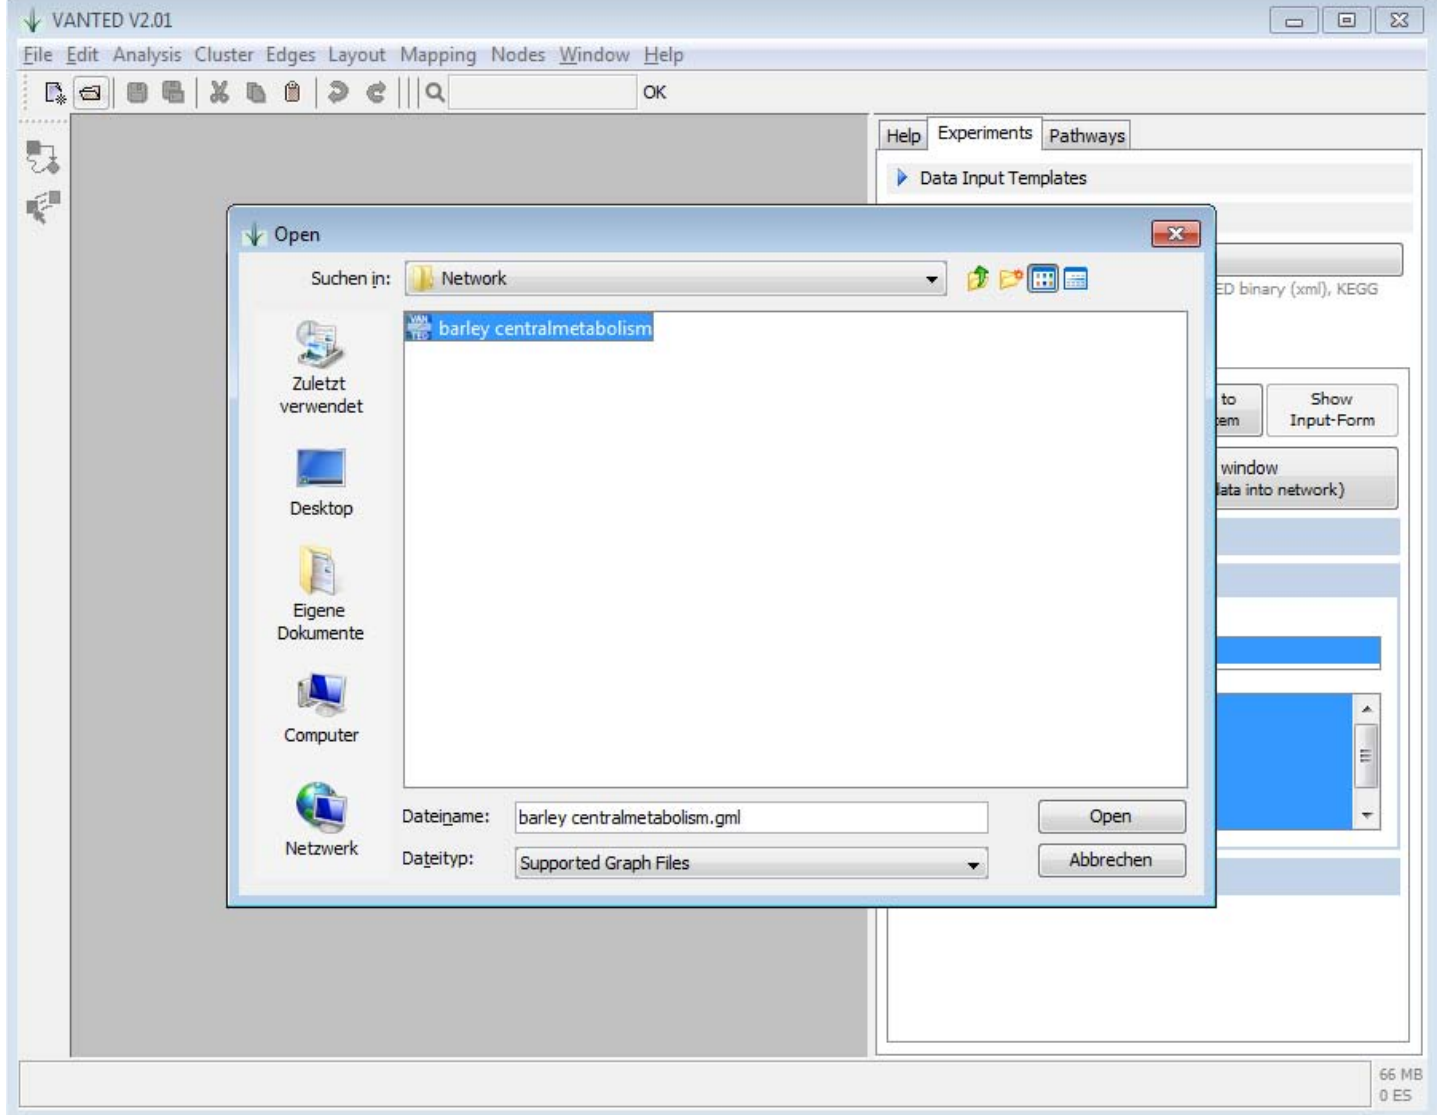 VANTED V2.01
File Edit Analysis Cluster Edges Layout Mapping Nodes Window Help
OK
Help Experiments Pathways
Data Input Templates
Open
Suchen in: Network
ED binary (xml), KEGG
barley centralmetabolism
Zuletzt
verwendet
to
Show
Input-Form
window
data into network)
Desktop
Eigene
Dokumente
Computer
Netzwerk
Dateiname: barley centralmetabolism.gml Open
Dateityp: Supported Graph Files Abbrechen
66 MB
0 ES